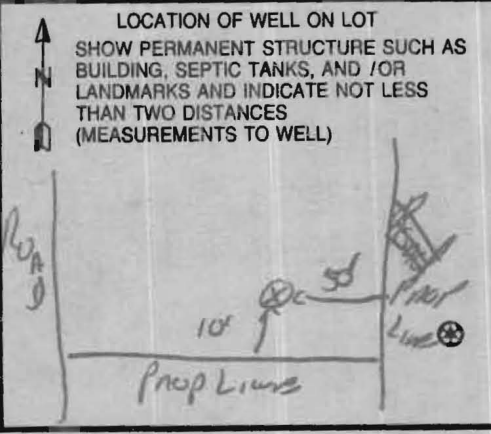 LOCATION OF WELL ON LOT
SHOW PERMANENT STRUCTURE SUCH AS
BUILDING, SEPTIC TANKS, AND /OR
LANDMARKS AND INDICATE NOT LESS
THAN TWO DISTANCES
(MEASUREMENTS TO WELL)
N
ROAD
50'
Prop
Line
10'
Prop Line